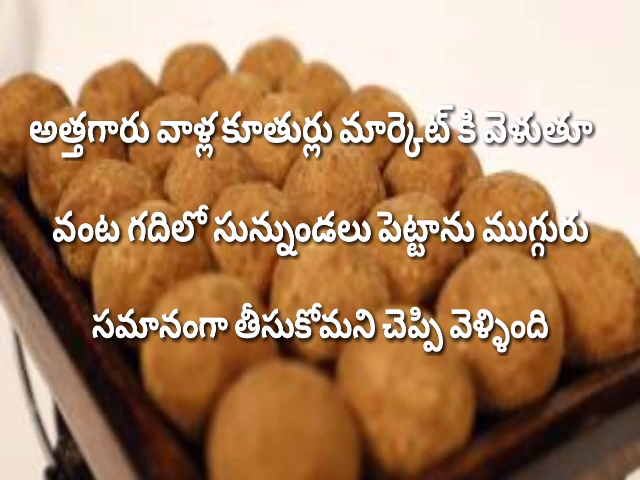 అత్తగారు వాళ్ల కూతుర్లు మార్కెట్ కి వెళుతూ
వంట గదిలో సున్నుండలు పెట్టాను ముగ్గురు
సమానంగా తీసుకోమని చెప్పి వెళ్ళింది